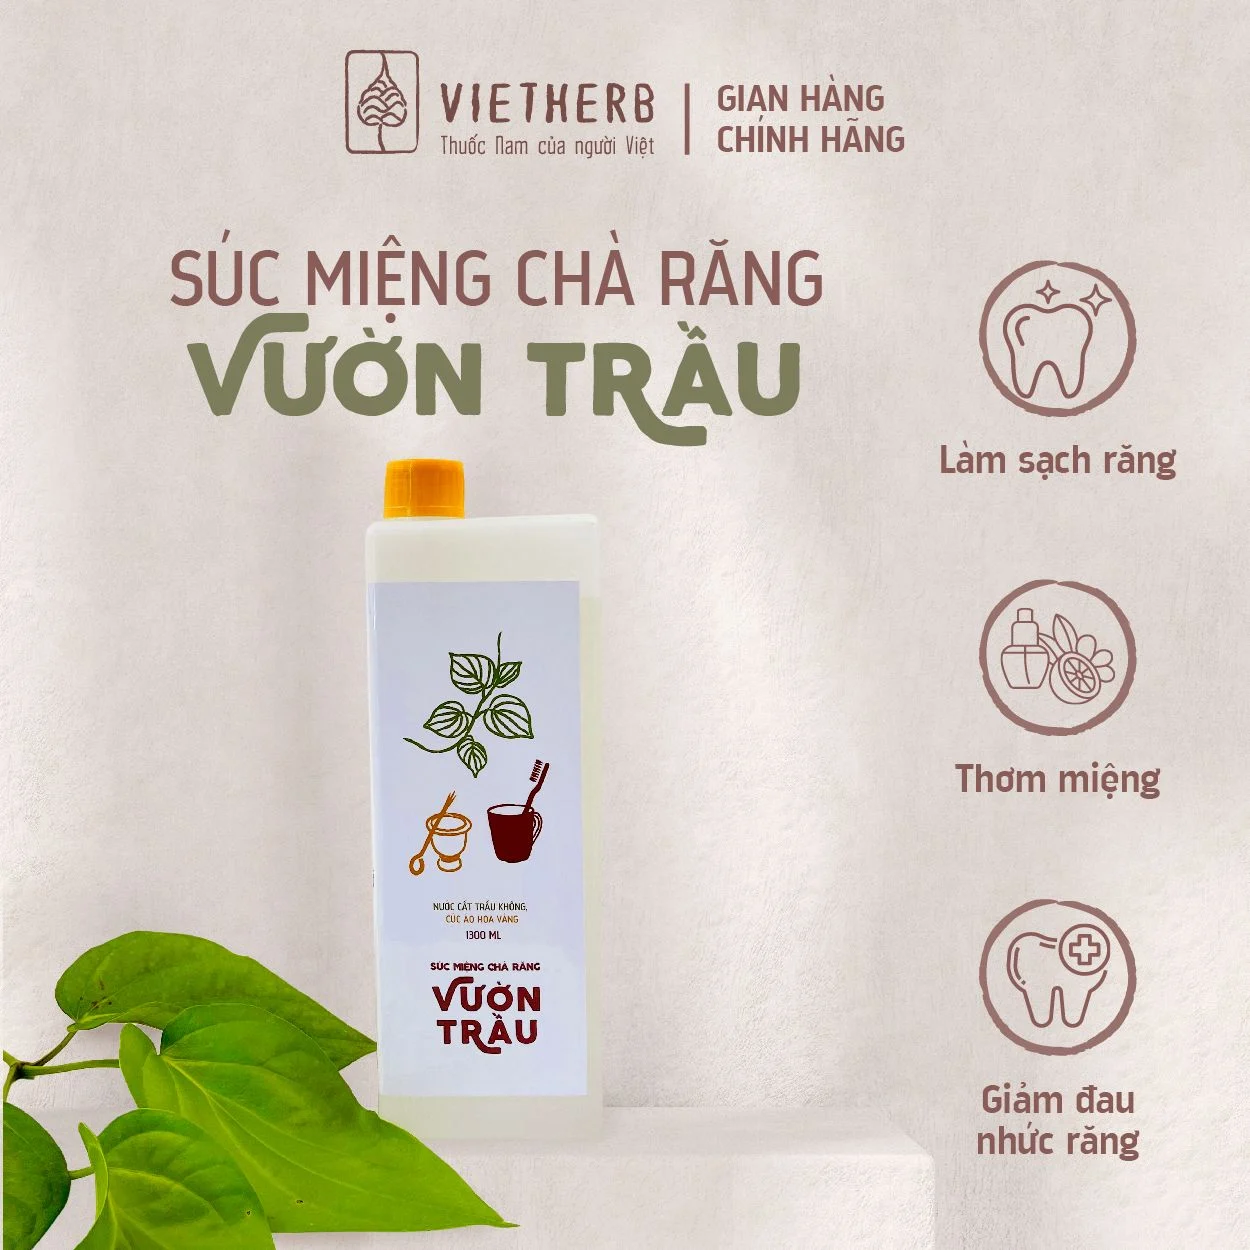 VIETHERB
Thuốc Nam của người Việt
GIAN HÀNG
CHÍNH HÃNG
SÚC MIỆNG CHÀ RĂNG
VƯỜN TRẦU
Làm sạch răng
Thơm miệng
Giảm đau
nhức răng
NƯỚC CẤT TRẦU KHÔNG,
CÚC ÁO HOA VÀNG
1300 ML
SÚC MIỆNG CHÀ RĂNG
VƯỜN
TRẦU